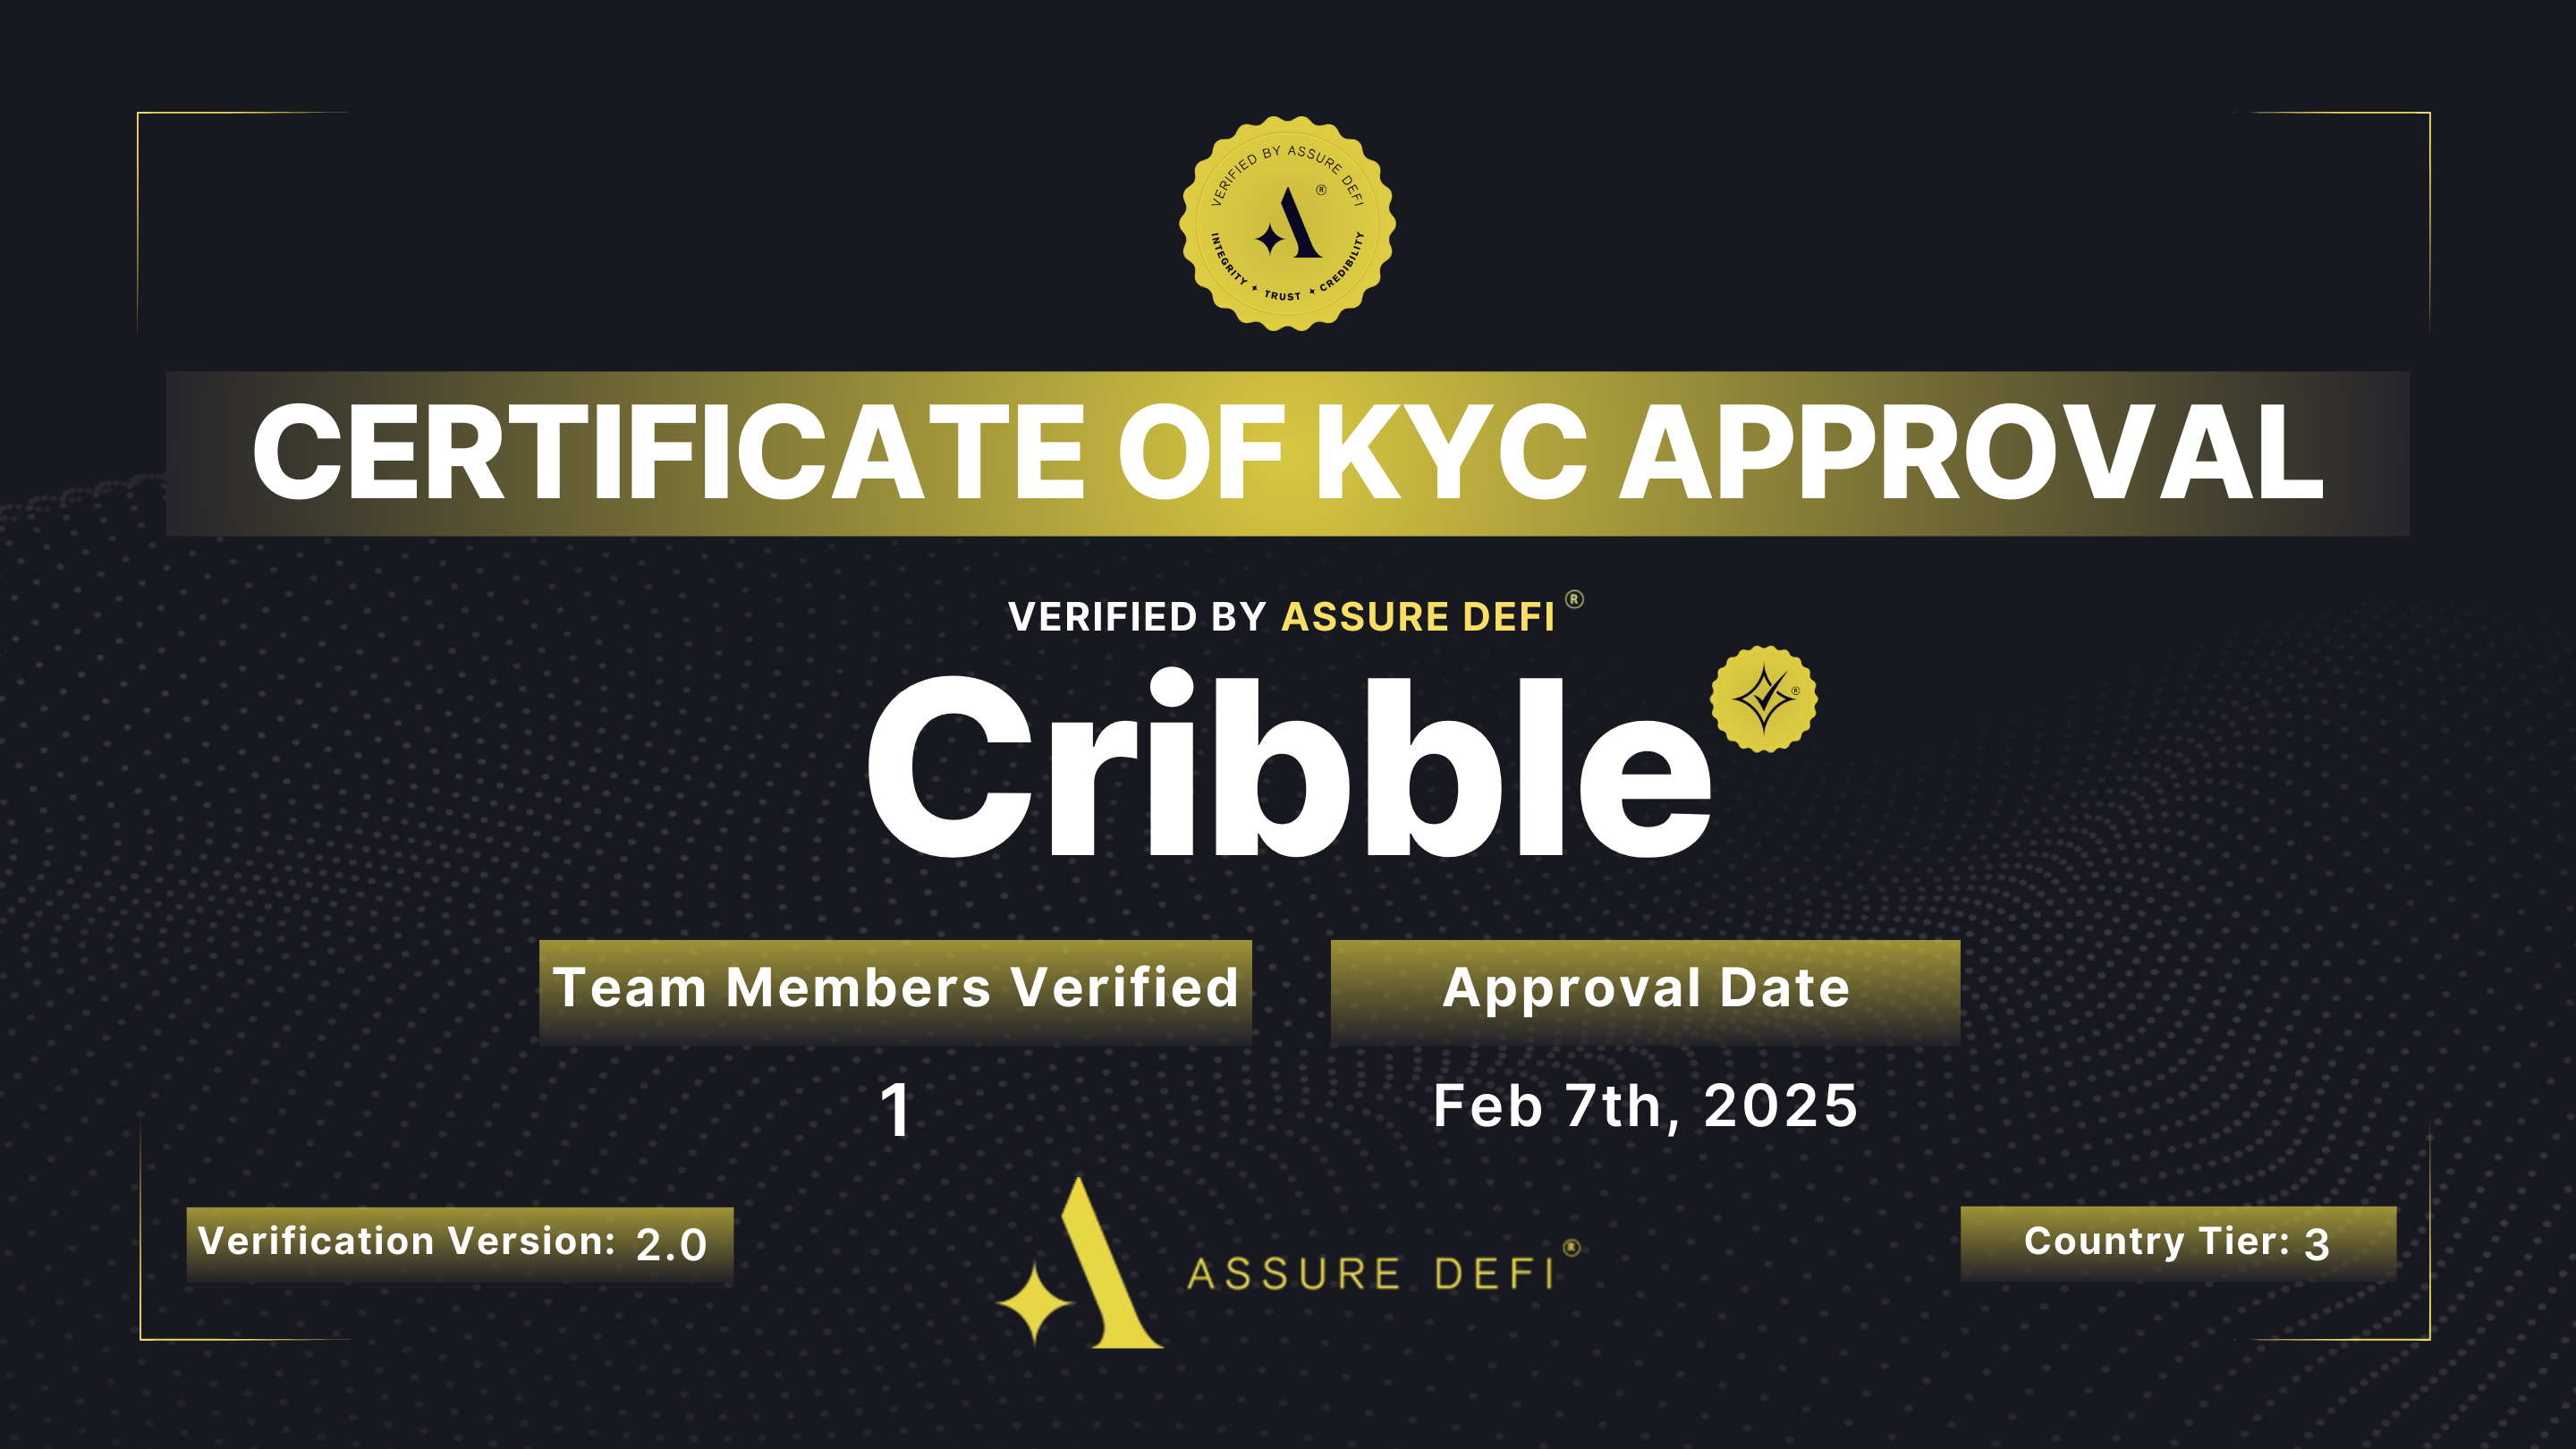 VERIFIED BY ASSURE DEFI
A ®
INTEGRITY ✦ TRUST ✦ CREDIBILITY
CERTIFICATE OF KYC APPROVAL
VERIFIED BY ASSURE DEFI ®
Cribble
®
Team Members Verified
1
Approval Date
Feb 7th, 2025
Verification Version: 2.0
ASSURE DEFI ®
Country Tier: 3